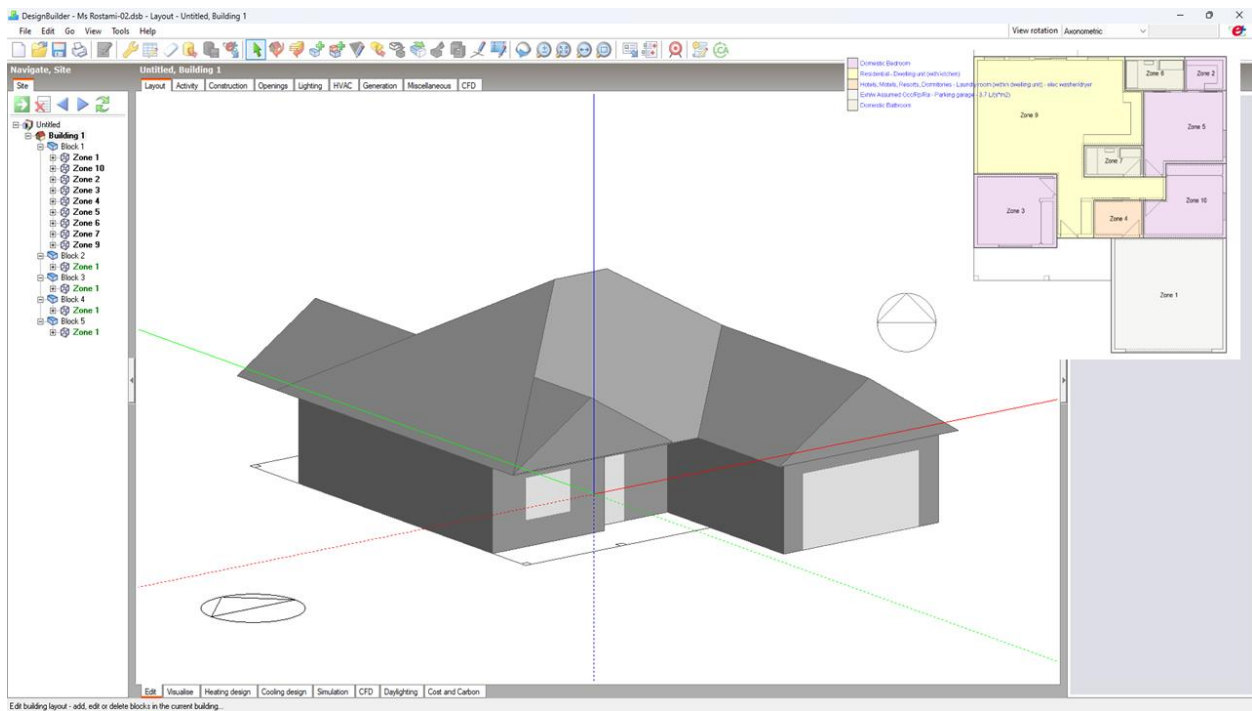 DesignBuilder - Ms Rostami-02.dsb - Layout - Untitled, Building 1
File Edit Go View Tools Help
View rotation Axonometric
Navigate, Site
Site
Untitled
Building 1
Block 1
Zone 1
Zone 10
Zone 2
Zone 3
Zone 4
Zone 5
Zone 6
Zone 7
Zone 9
Block 2
Zone 1
Block 3
Zone 1
Block 4
Zone 1
Block 5
Zone 1
Untitled, Building 1
Layout Activity Construction Openings Lighting HVAC Generation Miscellaneous CFD
Domestic Bedroom
Residential - Dwelling unit (with kitchen)
Hotels, Motels, Resorts, Dormitories - Laundry room (within dwelling unit) - elec washer/dryer
Parking garage - 3.7 L/(s*m2)
Domestic Bathroom
Zone 6
Zone 2
Zone 9
Zone 5
Zone 7
Zone 3
Zone 4
Zone 10
Zone 1
Edit Visualise Heating design Cooling design Simulation CFD Daylighting Cost and Carbon
Edit building layout - add, edit or delete blocks in the current building...